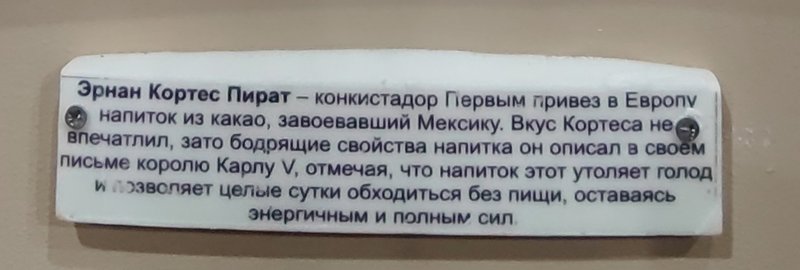 Эрнан Кортес Пират – конкистадор Первым привез в Европу
напиток из какао, завоевавший Мексику. Вкус Кортеса не
впечатлил, зато бодрящие свойства напитка он описал в своем
письме королю Карлу V, отмечая, что напиток этот утоляет голод
и позволяет целые сутки обходиться без пищи, оставаясь
энергичным и полным сил.